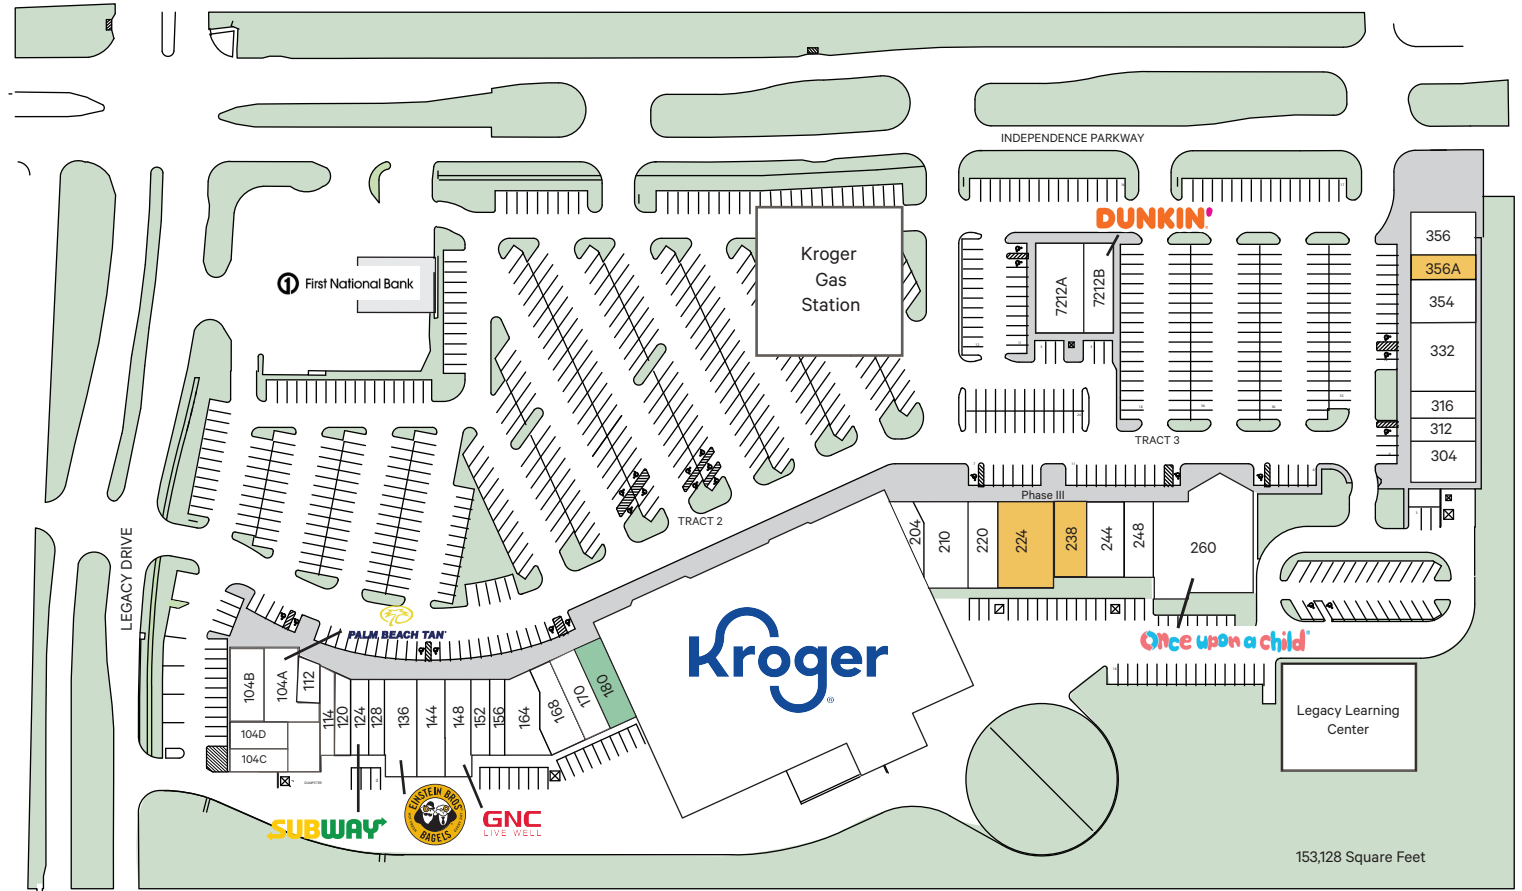 INDEPENDENCE PARKWAY
DUNKIN'
Kroger
Gas
Station
7212A
7212B
356
356A
354
332
316
312
304
First National Bank
TRACT 3
TRACT 2
Phase III
LEGACY DRIVE
204
210
220
224
238
244
248
260
PALM BEACH TAN
Once upon a child
Kroger
®
104B
104A
112
104D
104C
114
120
124
128
136
144
148
152
156
164
168
170
180
Legacy Learning
Center
DUMPSTER
SUBWAY
EINSTEIN BROS
BAGELS
GNC
LIVE WELL
153,128 Square Feet